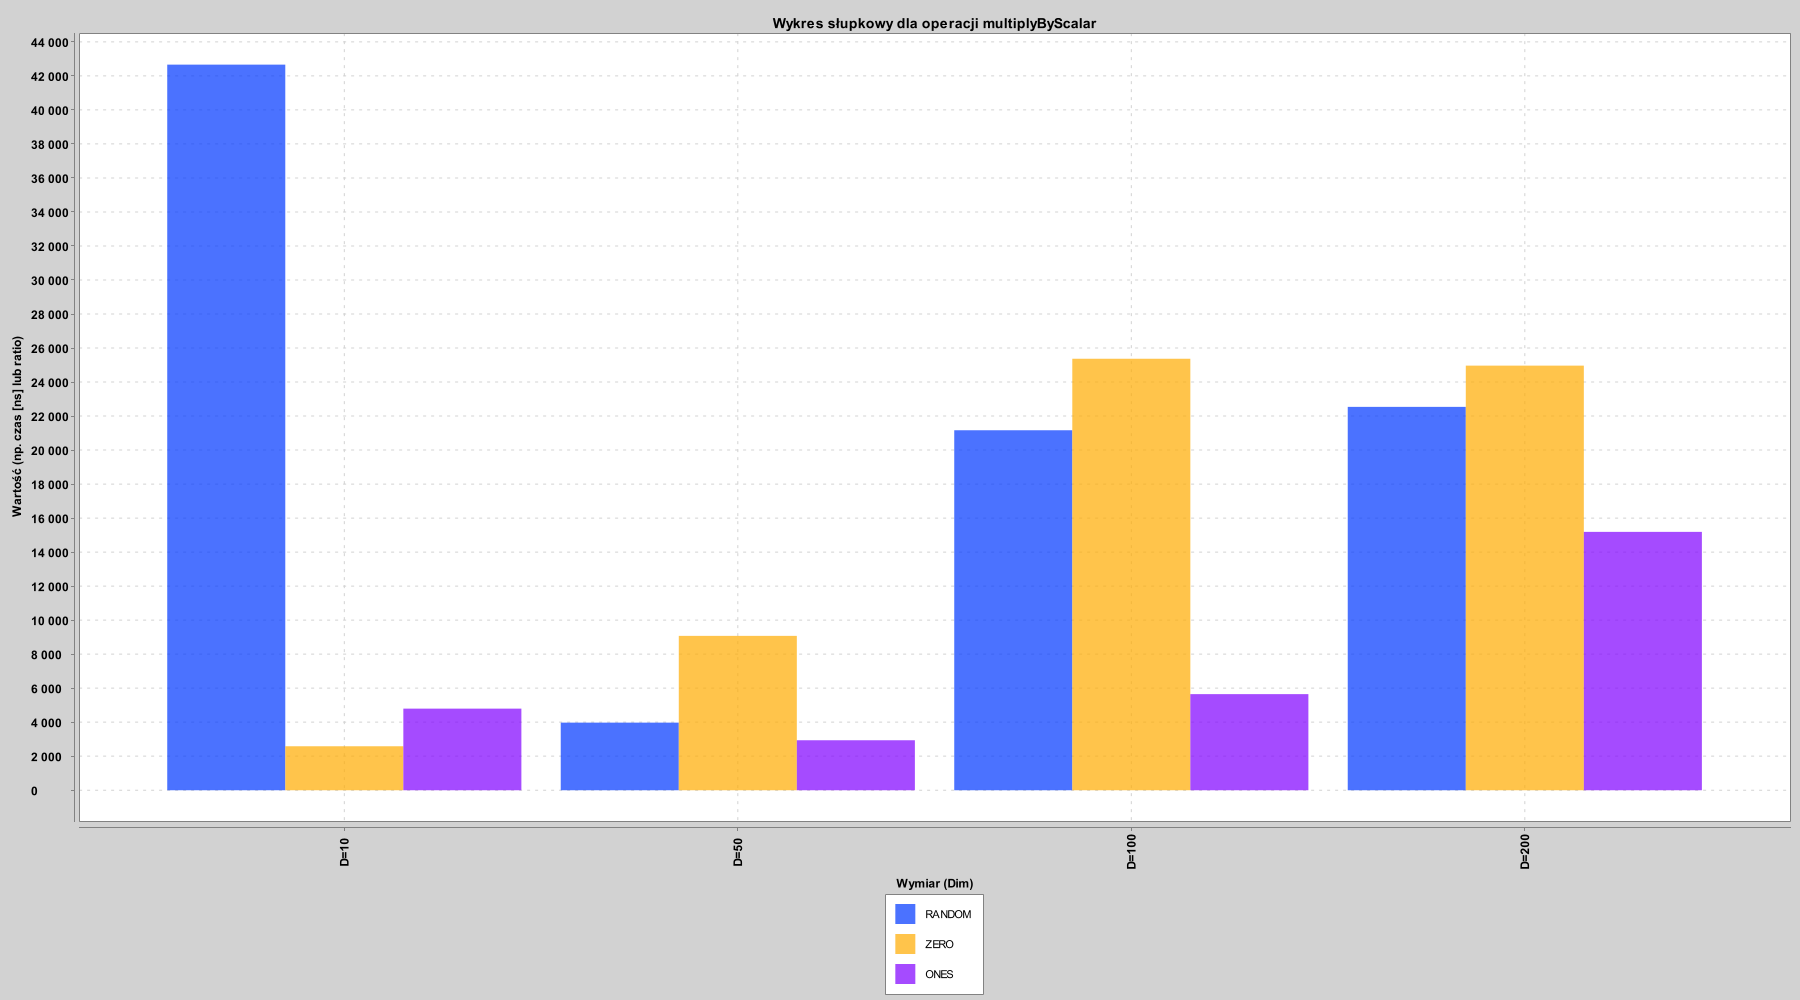 Wykres słupkowy dla operacji multiplyByScalar
44 000
42 000
40 000
38 000
36 000
34 000
32 000
30 000
28 000
26 000
24 000
22 000
20 000
18 000
16 000
14 000
12 000
10 000
8 000
6 000
4 000
2 000
0
Wartość (np. czas [ns] lub ratio)
D=10
D=50
D=100
D=200
Wymiar (Dim)
RANDOM
ZERO
ONES